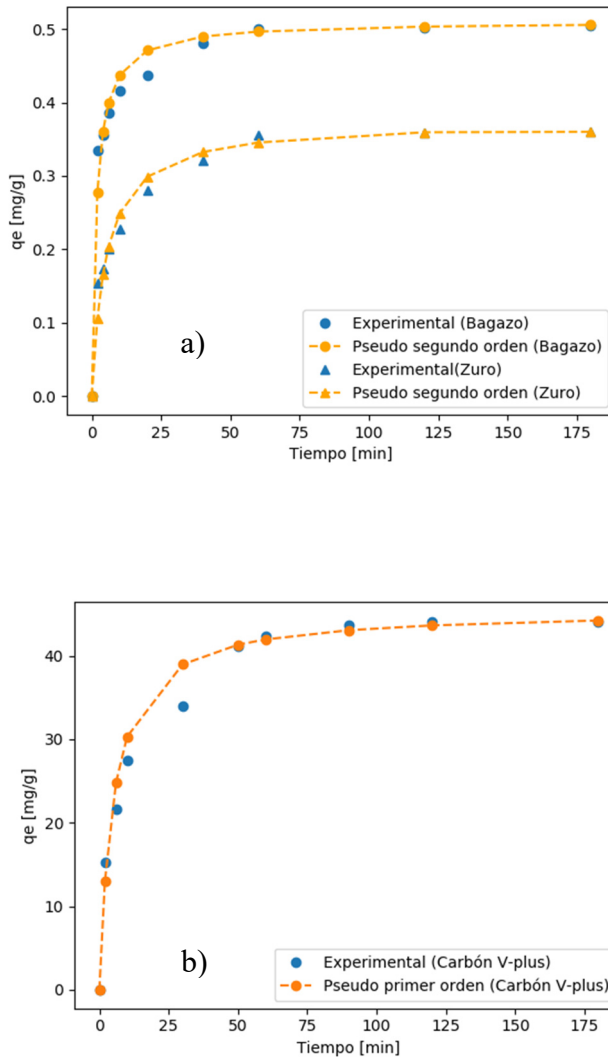 0.5
0.4
0.3
0.2
0.1
0.0
qe [mg/g]
a)
Experimental (Bagazo)
Pseudo segundo orden (Bagazo)
Experimental(Zuro)
Pseudo segundo orden (Zuro)
0 25 50 75 100 125 150 175
Tiempo [min]
40
30
20
10
0
qe [mg/g]
b)
Experimental (Carbón V-plus)
Pseudo primer orden (Carbón V-plus)
0 25 50 75 100 125 150 175
Tiempo [min]